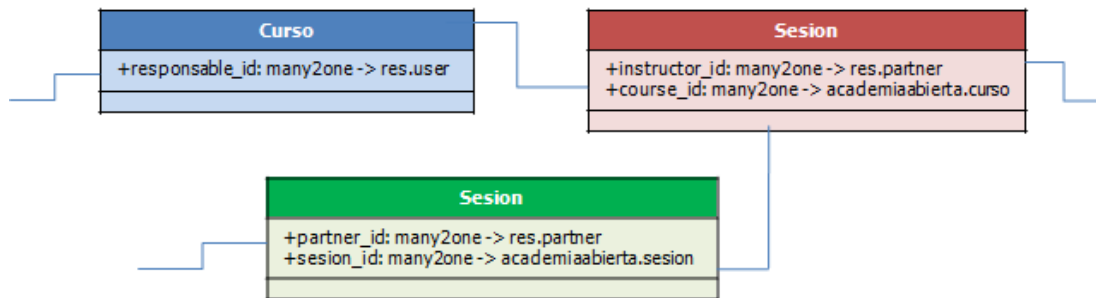 Curso
+responsable_id: many2one -> res.user
Sesion
+instructor_id: many2one -> res.partner
+course_id: many2one -> academiaabierta.curso
Sesion
+partner_id: many2one -> res.partner
+sesion_id: many2one -> academiaabierta.sesion